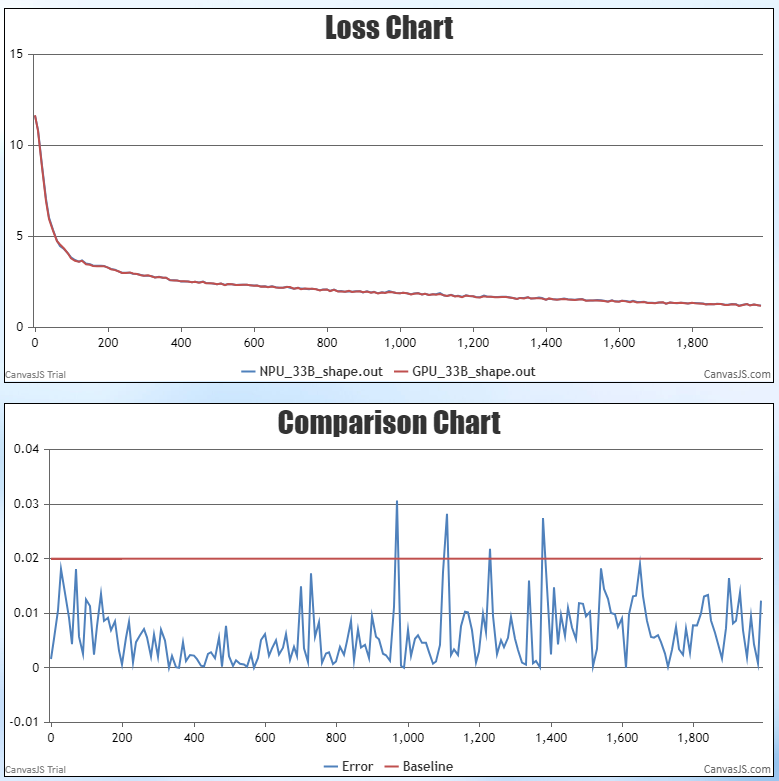 Loss Chart
15
10
5
0
0 200 400 600 800 1,000 1,200 1,400 1,600 1,800
NPU_33B_shape.out GPU_33B_shape.out
CanvasJS Trial CanvasJS.com
Comparison Chart
0.04
0.03
0.02
0.01
0
-0.01
0 200 400 600 800 1,000 1,200 1,400 1,600 1,800
Error Baseline
CanvasJS Trial CanvasJS.com